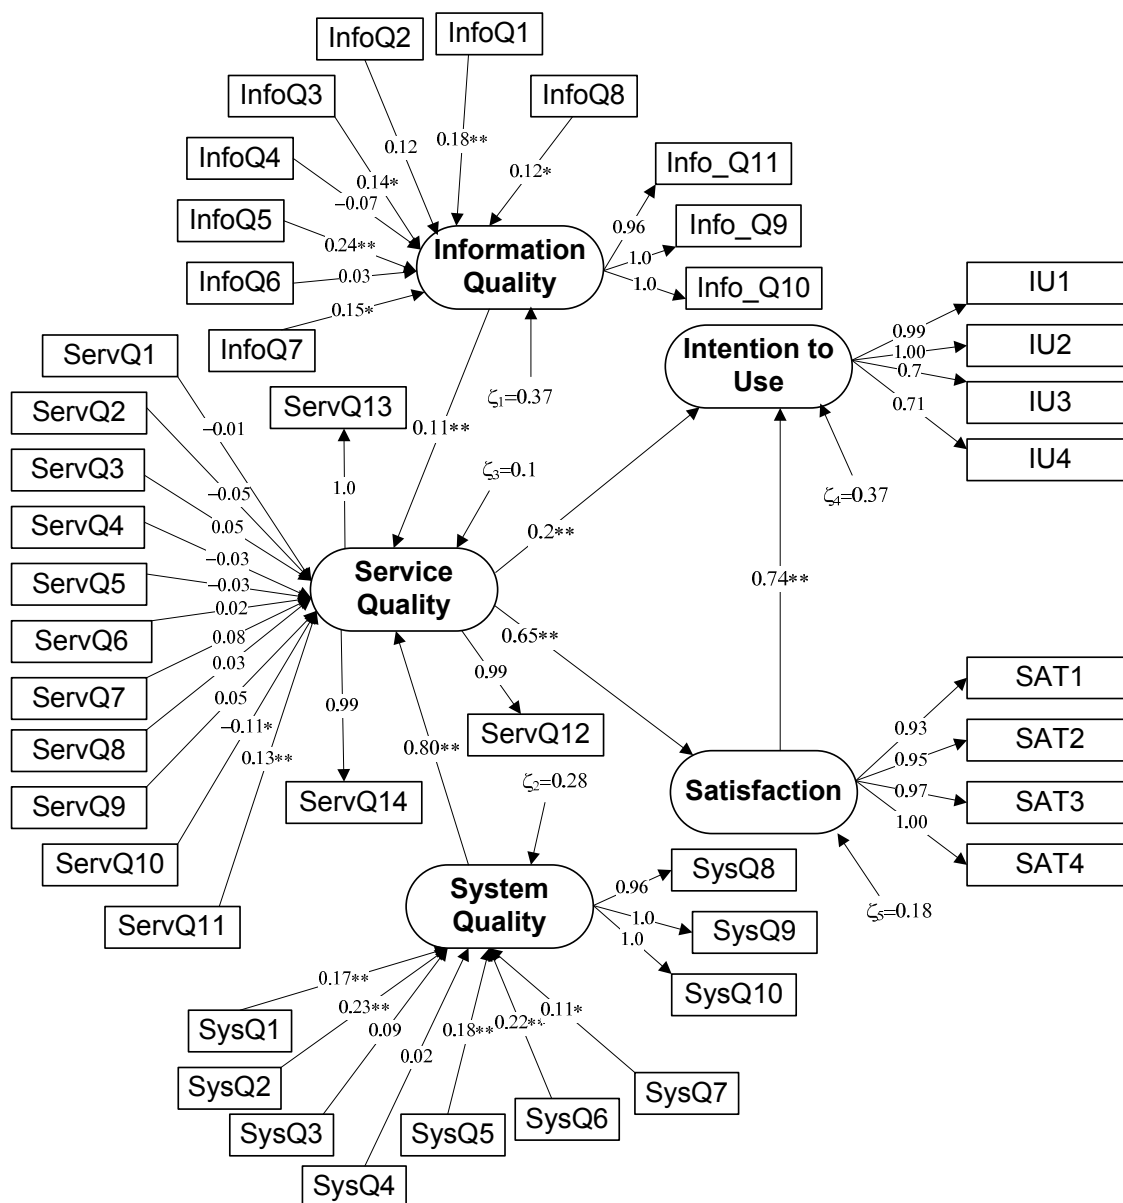 InfoQ1
InfoQ2
InfoQ3
InfoQ8
InfoQ4
InfoQ5
InfoQ6
InfoQ7
0.18**
0.12
0.14*
0.12*
−0.07
0.24**
0.03
0.15*
Information
Quality
Info_Q11
Info_Q9
Info_Q10
0.96
1.0
1.0
ζ1=0.37
0.11**
ServQ1
ServQ2
ServQ3
ServQ4
ServQ5
ServQ6
ServQ7
ServQ8
ServQ9
ServQ10
ServQ11
−0.01
−0.05
0.05
−0.03
−0.03
0.02
0.08
0.03
0.05
−0.11*
0.13**
ServQ13
1.0
ζ3=0.1
Service
Quality
0.99
ServQ14
0.99
ServQ12
0.2**
0.65**
0.80**
Intention to
Use
0.99
1.00
0.7
0.71
IU1
IU2
IU3
IU4
ζ4=0.37
0.74**
Satisfaction
0.93
0.95
0.97
1.00
SAT1
SAT2
SAT3
SAT4
ζ5=0.18
ζ2=0.28
System
Quality
0.96
1.0
1.0
SysQ8
SysQ9
SysQ10
0.17**
0.23**
0.09
0.02
0.18**
0.22**
0.11*
SysQ1
SysQ2
SysQ3
SysQ4
SysQ5
SysQ6
SysQ7